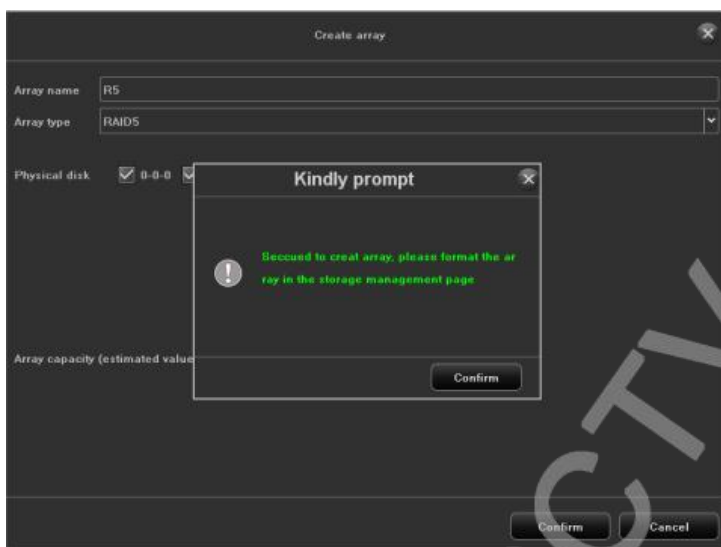 Create array
Array name R5
Array type RAID5
Physical disk 0-0-0
Kindly prompt
Seccued to creat array, please format the ar
ray in the storage management page
Array capacity (estimated value
Confirm
Confirm Cancel
CTV